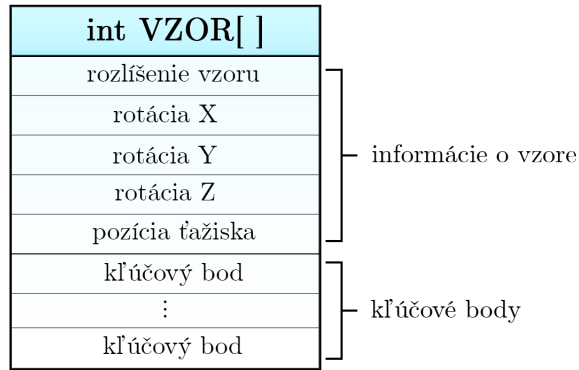 int VZOR[ ]
rozlíšenie vzoru
rotácia X
rotácia Y
rotácia Z
pozícia ťažiska
informácie o vzore
kľúčový bod
⋮
kľúčový bod
kľúčové body